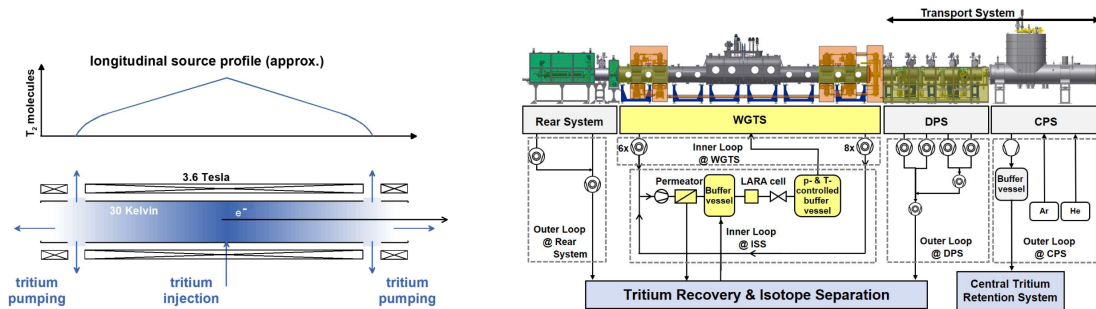 longitudinal source profile (approx.)
T2 molecules
3.6 Tesla
30 Kelvin
e-
tritium
pumping
tritium
injection
tritium
pumping
Transport System
Rear System
WGTS
DPS
CPS
6x
Inner Loop
@ WGTS
8x
Permeator
Buffer
vessel
LARA cell
p- & T-
controlled
buffer
vessel
Inner Loop
@ ISS
Outer Loop
@ Rear
System
Outer Loop
@ DPS
Buffer
vessel
Ar
He
Outer Loop
@ CPS
Tritium Recovery & Isotope Separation
Central Tritium
Retention System